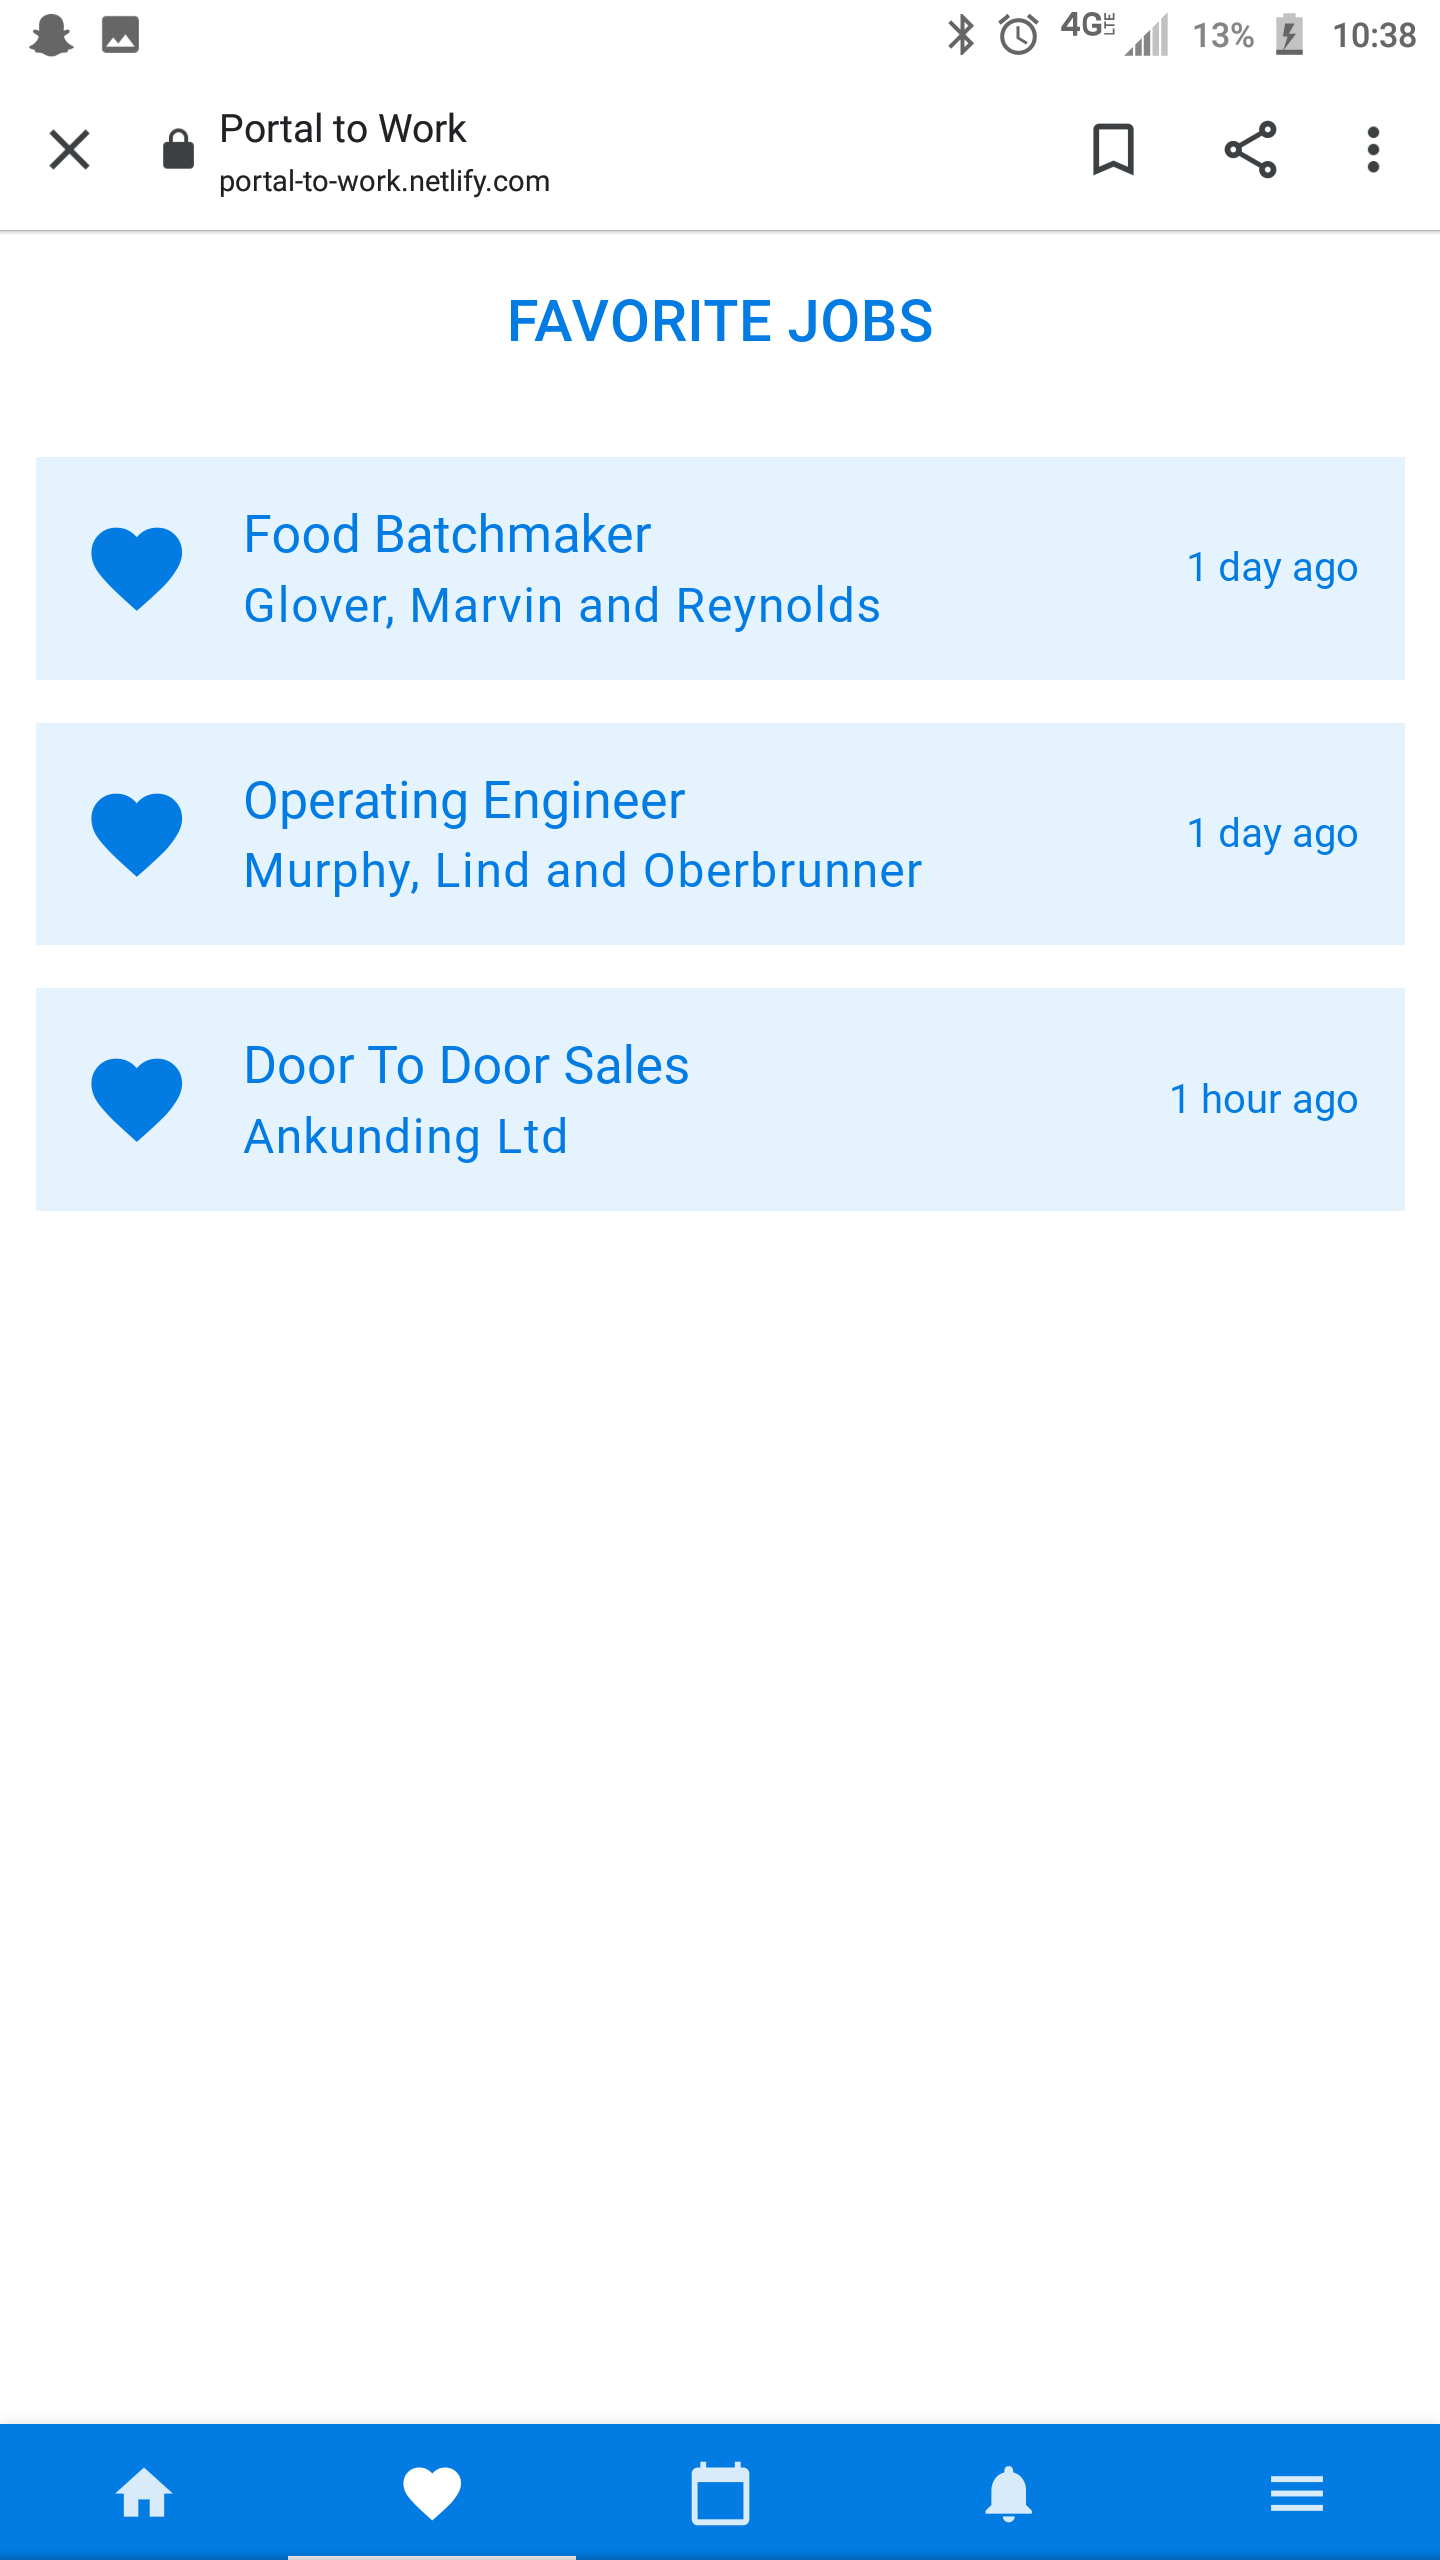 4G LTE 13% 10:38
Portal to Work
portal-to-work.netlify.com
FAVORITE JOBS
Food Batchmaker
Glover, Marvin and Reynolds
1 day ago
Operating Engineer
Murphy, Lind and Oberbrunner
1 day ago
Door To Door Sales
Ankunding Ltd
1 hour ago